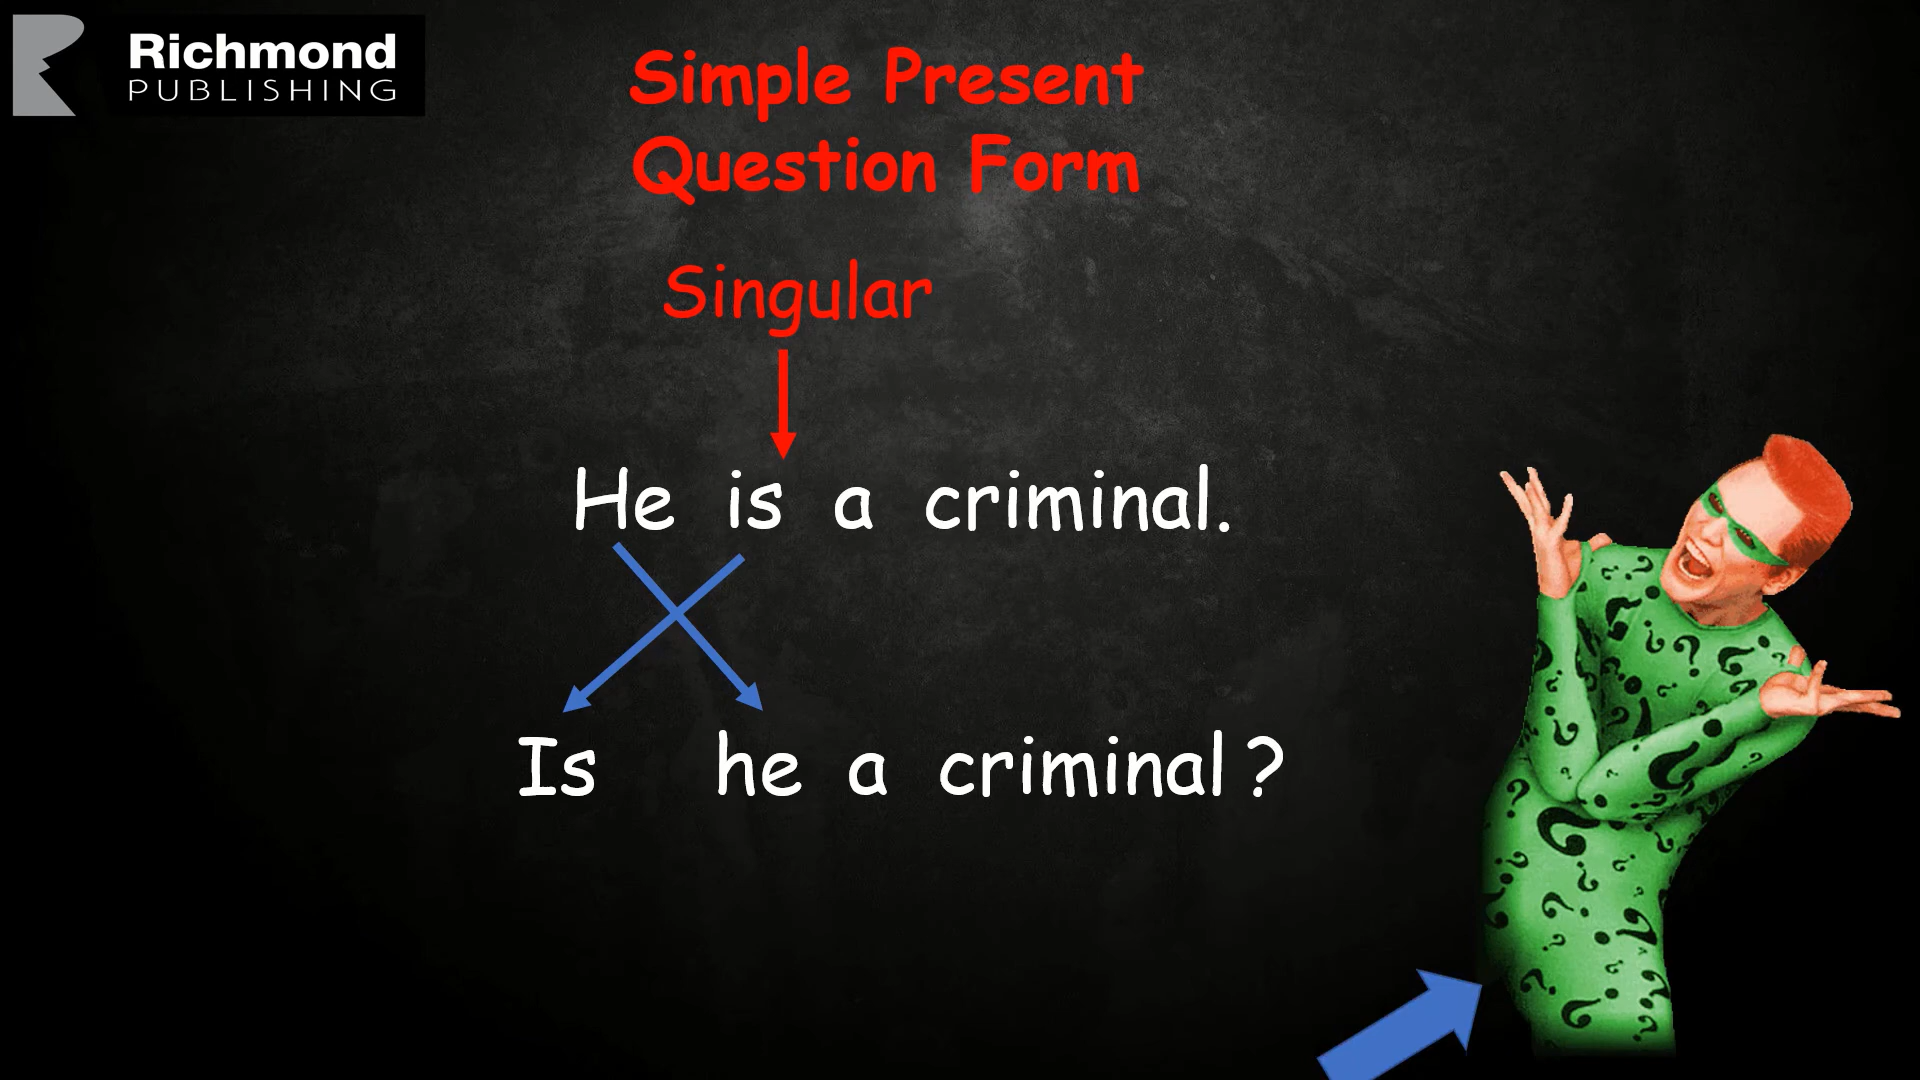 Richmond
PUBLISHING
Simple Present
Question Form
Singular
He is a criminal.
Is he a criminal ?